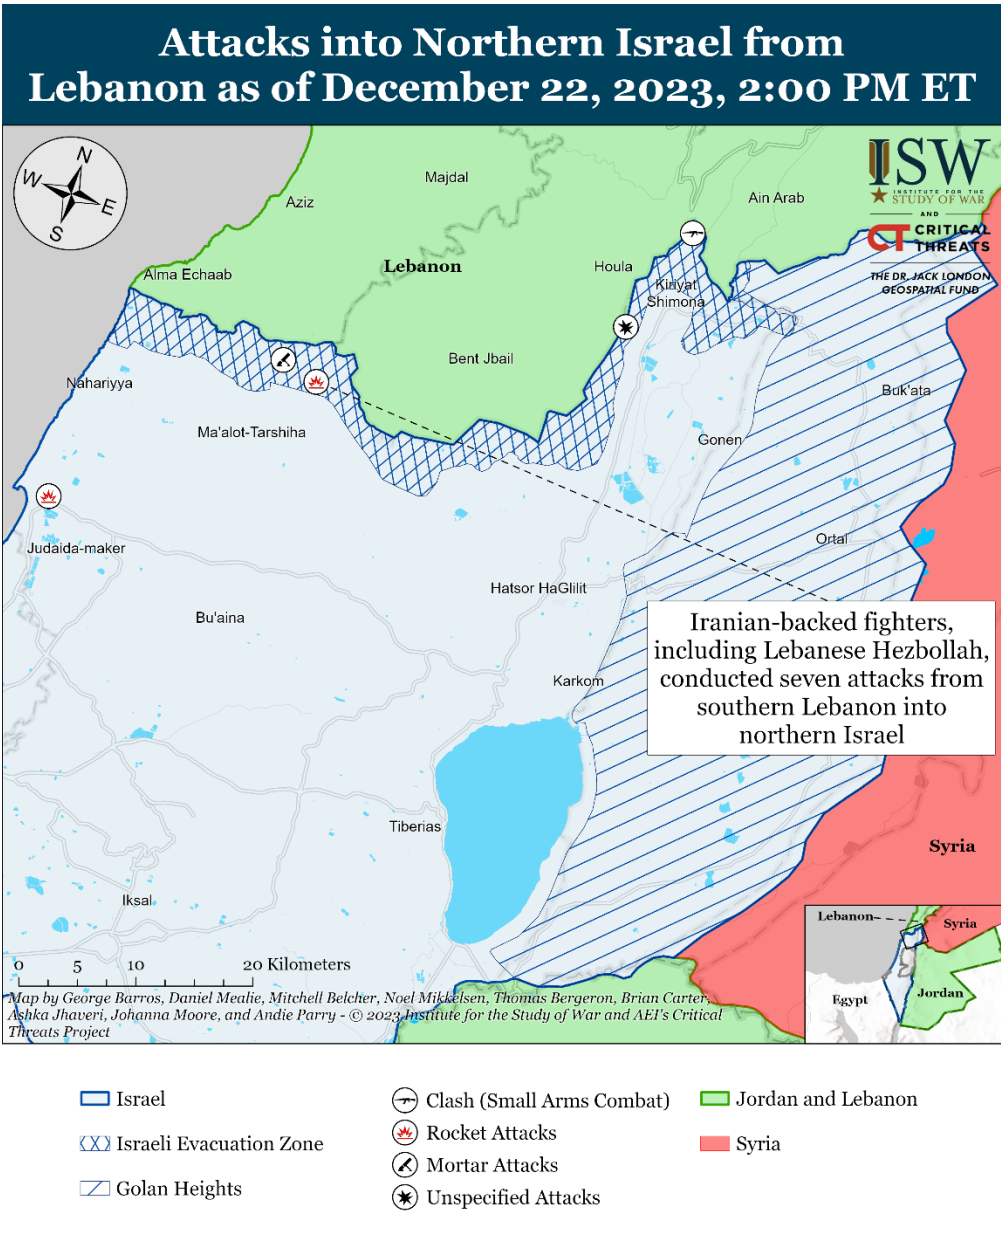 Attacks into Northern Israel from
Lebanon as of December 22, 2023, 2:00 PM ET
N
W
E
S
ISW
INSTITUTE FOR THE
STUDY OF WAR
AND
CT CRITICAL
THREATS
THE DR. JACK LONDON
GEOSPATIAL FUND
Majdal
Aziz
Ain Arab
Alma Echaab
Lebanon
Houla
Kiriyat
Shimona
Bent Jbail
Nahariyya
Buk'ata
Ma'alot-Tarshiha
Gonen
Judaida-maker
Ortal
Hatsor HaGlilit
Bu'aina
Iranian-backed fighters,
including Lebanese Hezbollah,
conducted seven attacks from
southern Lebanon into
northern Israel
Karkom
Tiberias
Syria
Iksal
Lebanon
Syria
Egypt
Jordan
0 5 10 20 Kilometers
Map by George Barros, Daniel Mealie, Mitchell Belcher, Noel Mikkelsen, Thomas Bergeron, Brian Carter,
Ashka Jhaveri, Johanna Moore, and Andie Parry - © 2023 Institute for the Study of War and AEI's Critical
Threats Project
Israel
Israeli Evacuation Zone
Golan Heights
Clash (Small Arms Combat)
Rocket Attacks
Mortar Attacks
Unspecified Attacks
Jordan and Lebanon
Syria